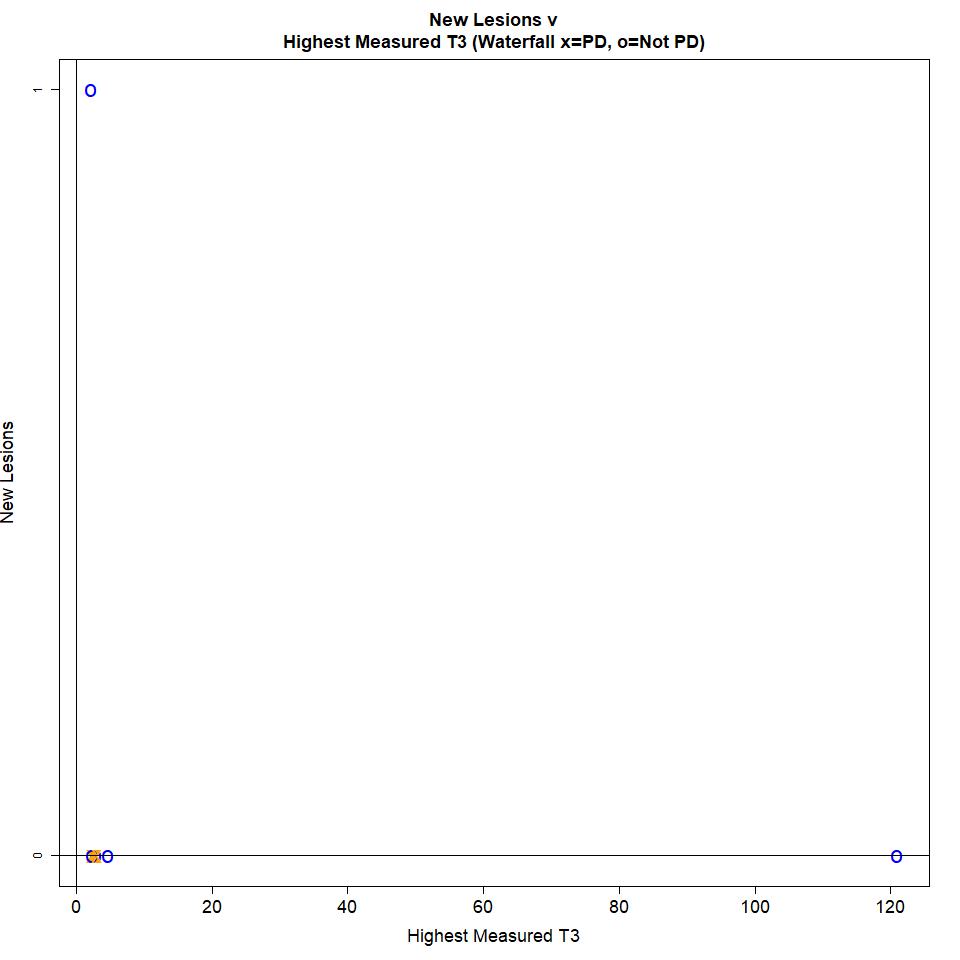 New Lesions v
Highest Measured T3 (Waterfall x=PD, o=Not PD)
1
New Lesions
0
0 20 40 60 80 100 120
Highest Measured T3